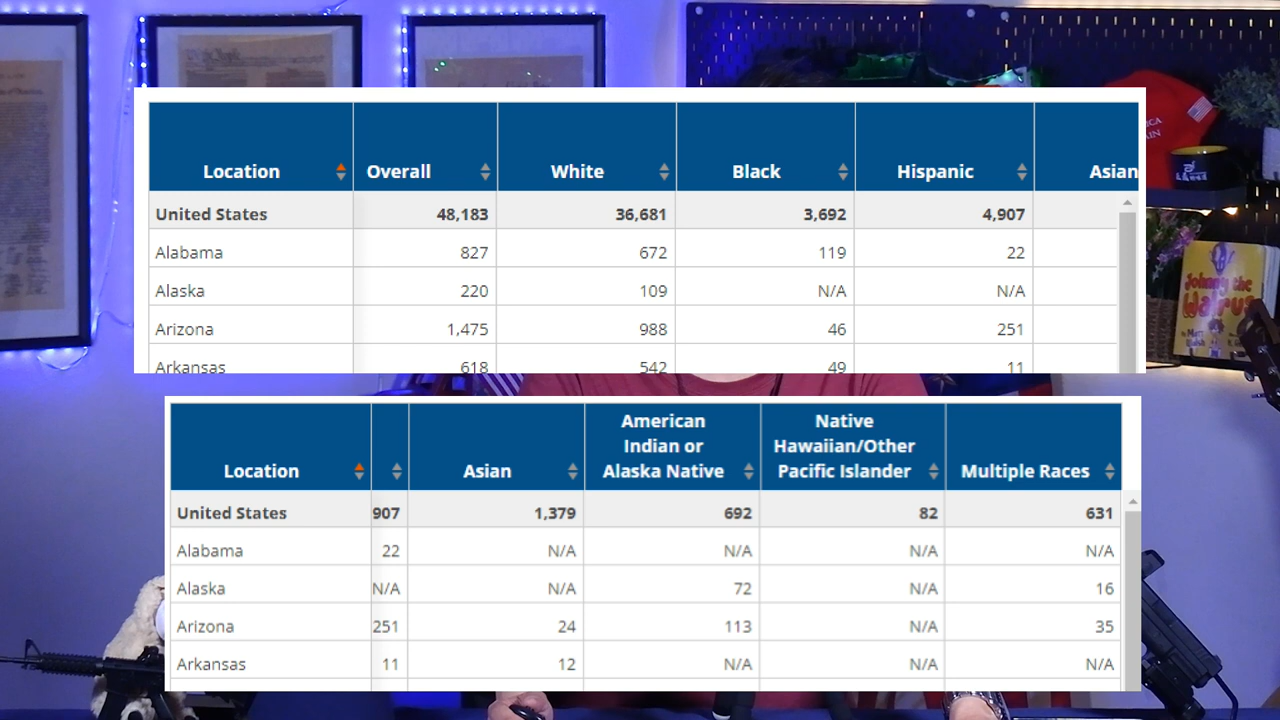 Location Overall White Black Hispanic Asian
United States 48,183 36,681 3,692 4,907
Alabama 827 672 119 22
Alaska 220 109 N/A N/A
Arizona 1,475 988 46 251
Arkansas 618 542 49 11
Johnny the
Walrus
Location Asian American Indian or Alaska Native Native Hawaiian/Other Pacific Islander Multiple Races
United States 907 1,379 692 82 631
Alabama 22 N/A N/A N/A N/A
Alaska N/A N/A 72 N/A 16
Arizona 251 24 113 N/A 35
Arkansas 11 12 N/A N/A N/A